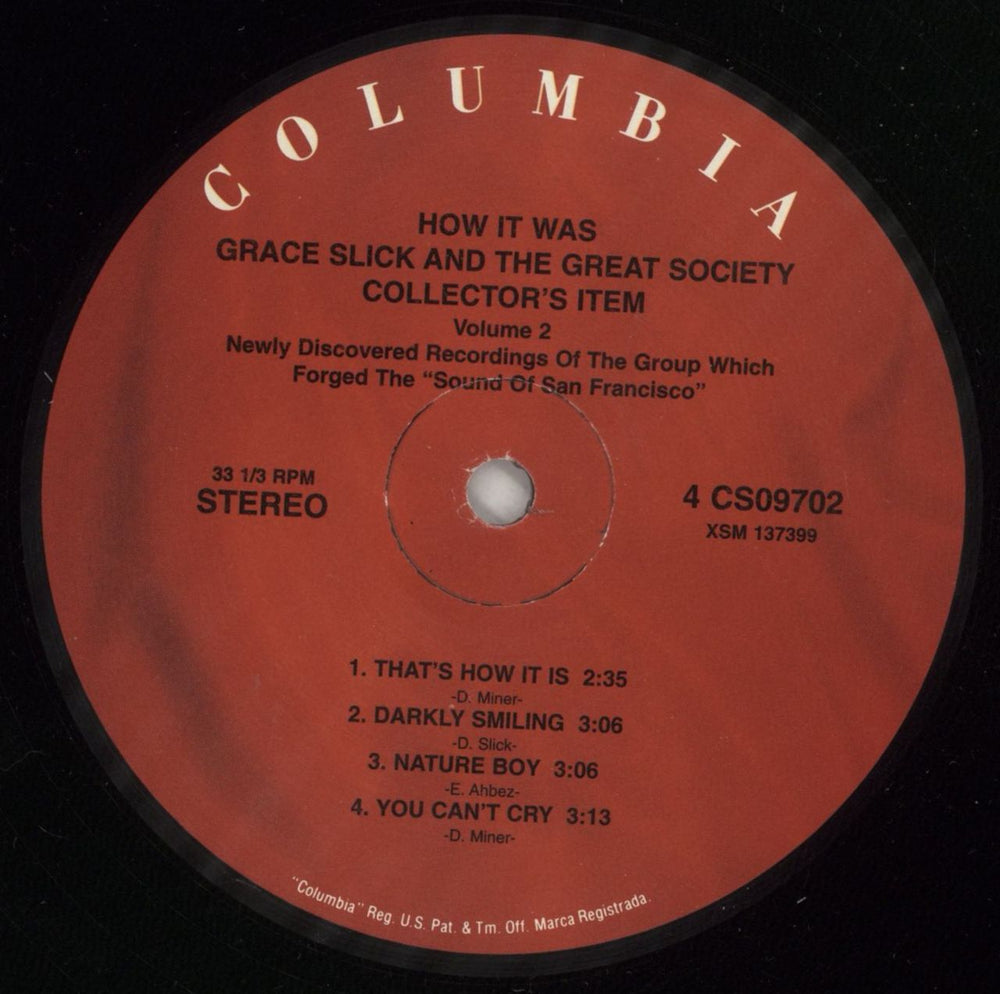 COLUMBIA
HOW IT WAS
GRACE SLICK AND THE GREAT SOCIETY
COLLECTOR'S ITEM
Volume 2
Newly Discovered Recordings Of The Group Which
Forged The “Sound Of San Francisco”
33 1/3 RPM
STEREO
4 CS09702
XSM 137399
1. THAT'S HOW IT IS 2:35
-D. Miner-
2. DARKLY SMILING 3:06
-D. Slick-
3. NATURE BOY 3:06
-E. Ahbez-
4. YOU CAN'T CRY 3:13
-D. Miner-
"Columbia" Reg. U.S. Pat. & Tm. Off. Marca Registrada.